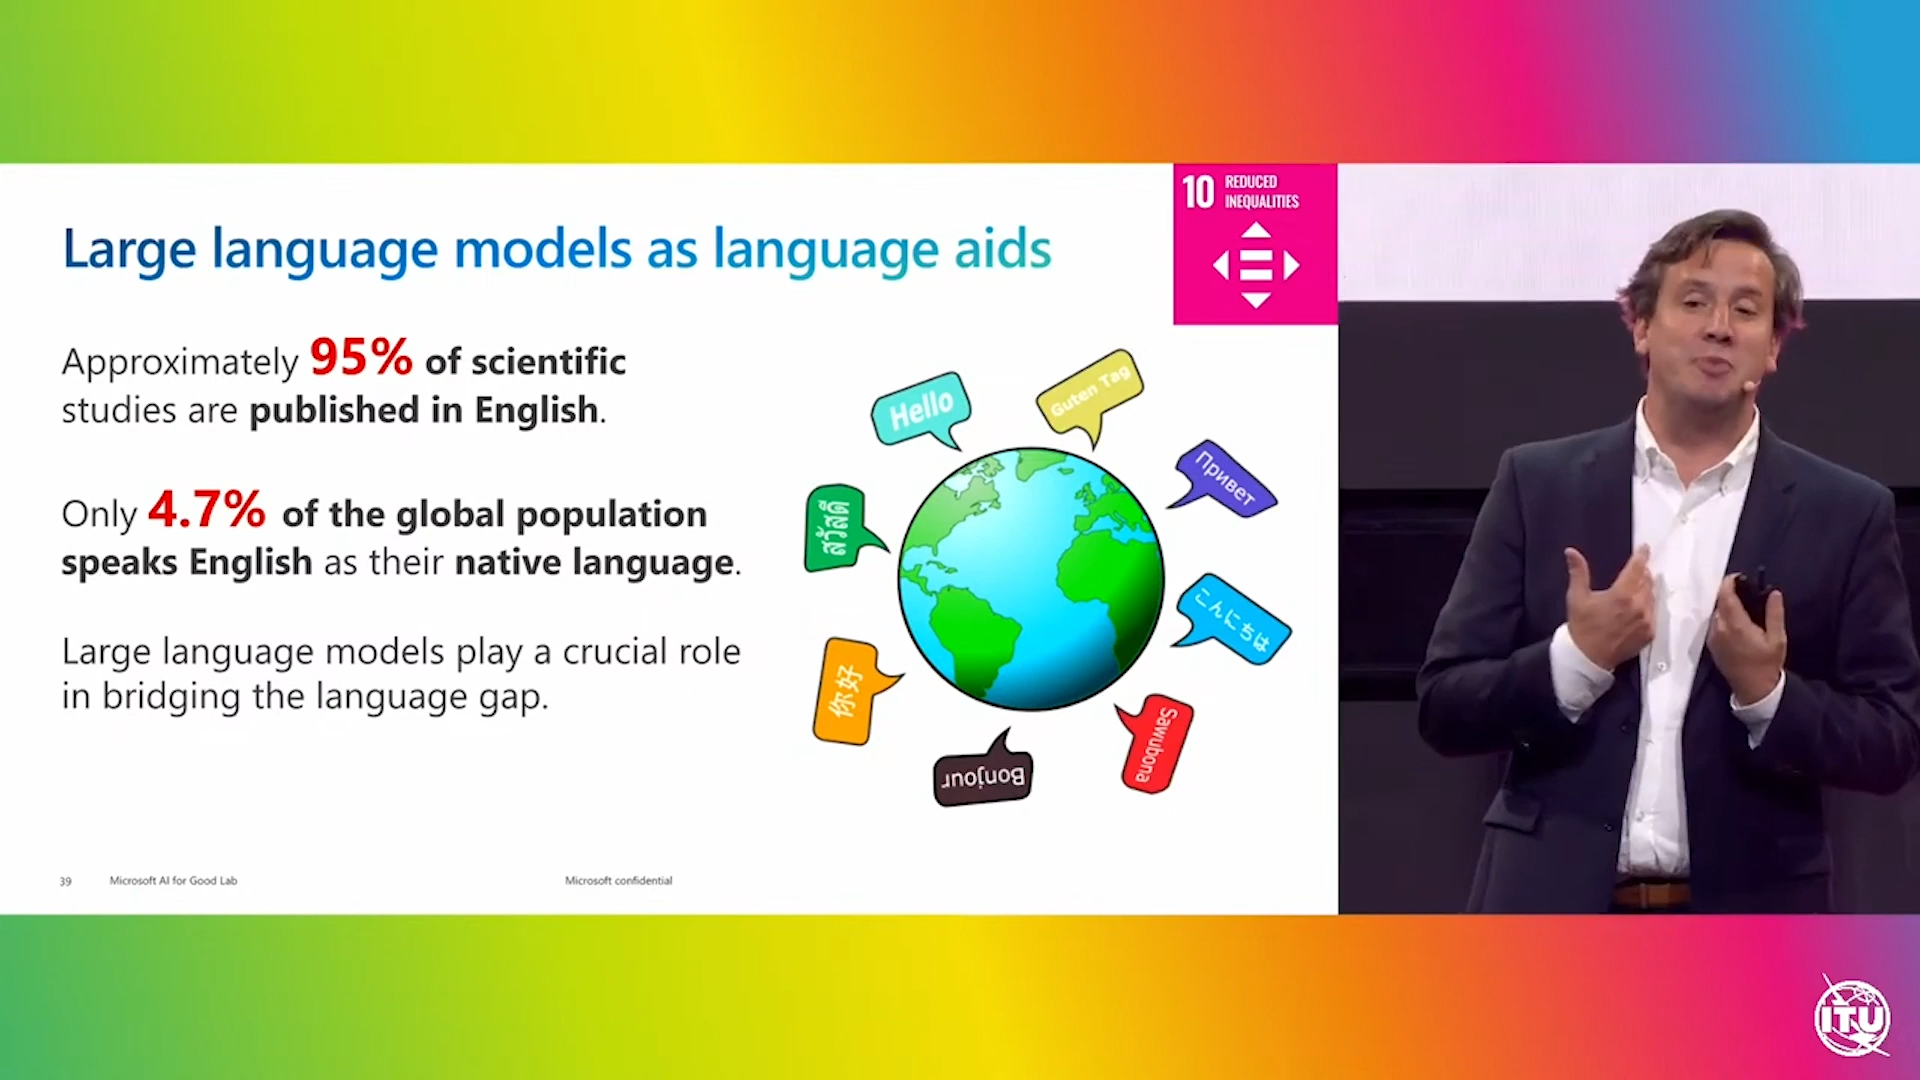 10 REDUCED
INEQUALITIES
Large language models as language aids
Approximately 95% of scientific
studies are published in English.
Only 4.7% of the global population
speaks English as their native language.
Large language models play a crucial role
in bridging the language gap.
Hello
Guten Tag
Привет
สวัสดี
こんにちは
你好
Sawubona
Bonjour
39 Microsoft AI for Good Lab Microsoft confidential
ITU